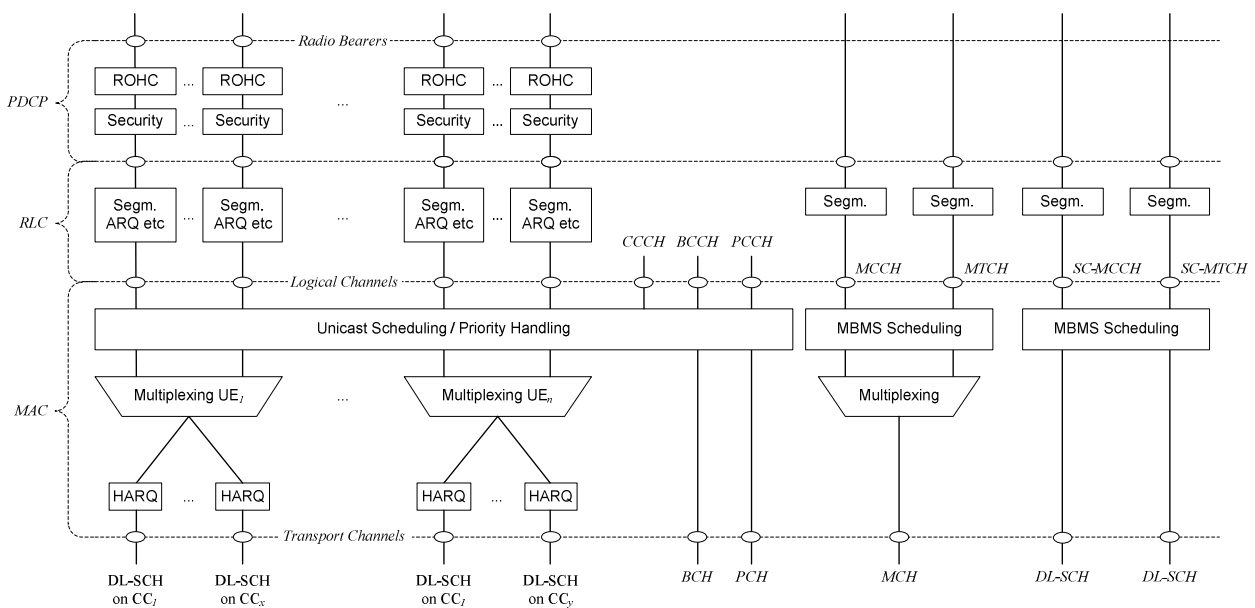 Radio Bearers
ROHC ... ROHC ROHC ... ROHC
PDCP ...
Security ... Security Security ... Security
Segm. ARQ etc ... Segm. ARQ etc ... Segm. ARQ etc ... Segm. ARQ etc Segm. Segm. Segm. Segm.
RLC
CCCH BCCH PCCH
MCCH MTCH SC-MCCH SC-MTCH
Logical Channels
Unicast Scheduling / Priority Handling MBMS Scheduling MBMS Scheduling
Multiplexing UE1 ... Multiplexing UEn Multiplexing
MAC
HARQ ... HARQ HARQ ... HARQ
Transport Channels
DL-SCH on CC1 DL-SCH on CCx DL-SCH on CC1 DL-SCH on CCy BCH PCH MCH DL-SCH DL-SCH